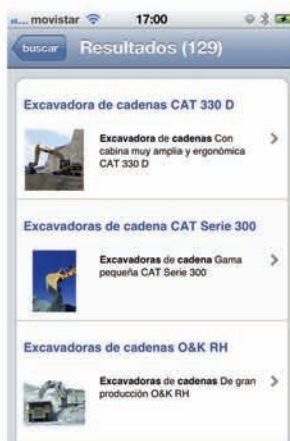 movistar 17:00
buscar Resultados (129)
Excavadora de cadenas CAT 330 D
Excavadora de cadenas Con
cabina muy amplia y ergonómica
CAT 330 D
Excavadoras de cadena CAT Serie 300
Excavadoras de cadena Gama
pequeña CAT Serie 300
Excavadoras de cadenas O&K RH
Excavadoras de cadenas De gran
producción O&K RH